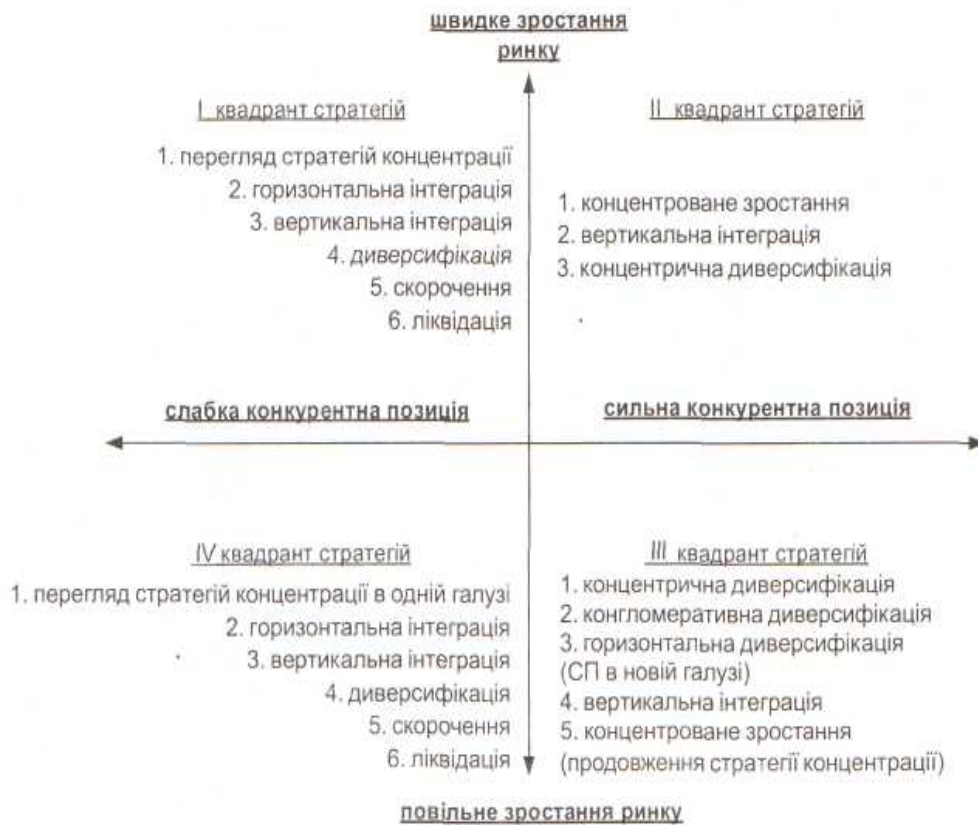 швидке зростання
ринку
I квадрант стратегій
1. перегляд стратегій концентрації
2. горизонтальна інтеграція
3. вертикальна інтеграція
4. диверсифікація
5. скорочення
6. ліквідація
II квадрант стратегій
1. концентроване зростання
2. вертикальна інтеграція
3. концентрична диверсифікація
слабка конкурентна позиція
сильна конкурентна позиція
IV квадрант стратегій
1. перегляд стратегій концентрації в одній галузі
2. горизонтальна інтеграція
3. вертикальна інтеграція
4. диверсифікація
5. скорочення
6. ліквідація
III квадрант стратегій
1. концентрична диверсифікація
2. конгломеративна диверсифікація
3. горизонтальна диверсифікація
(СП в новій галузі)
4. вертикальна інтеграція
5. концентроване зростання
(продовження стратегії концентрації)
повільне зростання ринку